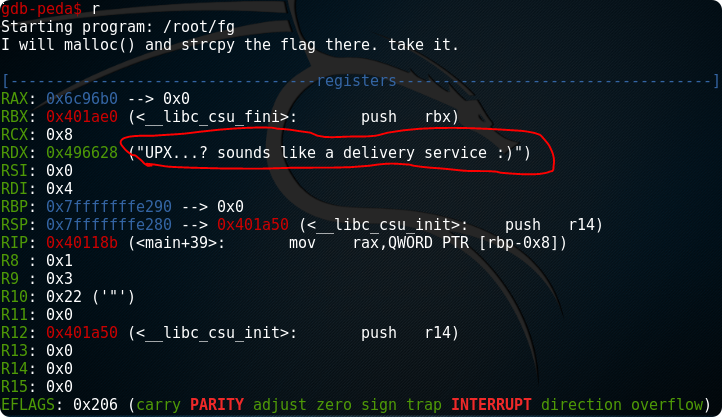 gdb-peda$ r
Starting program: /root/fg
I will malloc() and strcpy the flag there. take it.
[----------------------------------registers-----------------------------------]
RAX: 0x6c96b0 --> 0x0
RBX: 0x401ae0 (<__libc_csu_fini>:       push   rbx)
RCX: 0x8
RDX: 0x496628 ("UPX...? sounds like a delivery service :)")
RSI: 0x0
RDI: 0x4
RBP: 0x7fffffffe290 --> 0x0
RSP: 0x7fffffffe280 --> 0x401a50 (<__libc_csu_init>:    push   r14)
RIP: 0x40118b (<main+39>:       mov    rax,QWORD PTR [rbp-0x8])
R8 : 0x1
R9 : 0x3
R10: 0x22 ('"')
R11: 0x0
R12: 0x401a50 (<__libc_csu_init>:       push   r14)
R13: 0x0
R14: 0x0
R15: 0x0
EFLAGS: 0x206 (carry PARITY adjust zero sign trap INTERRUPT direction overflow)